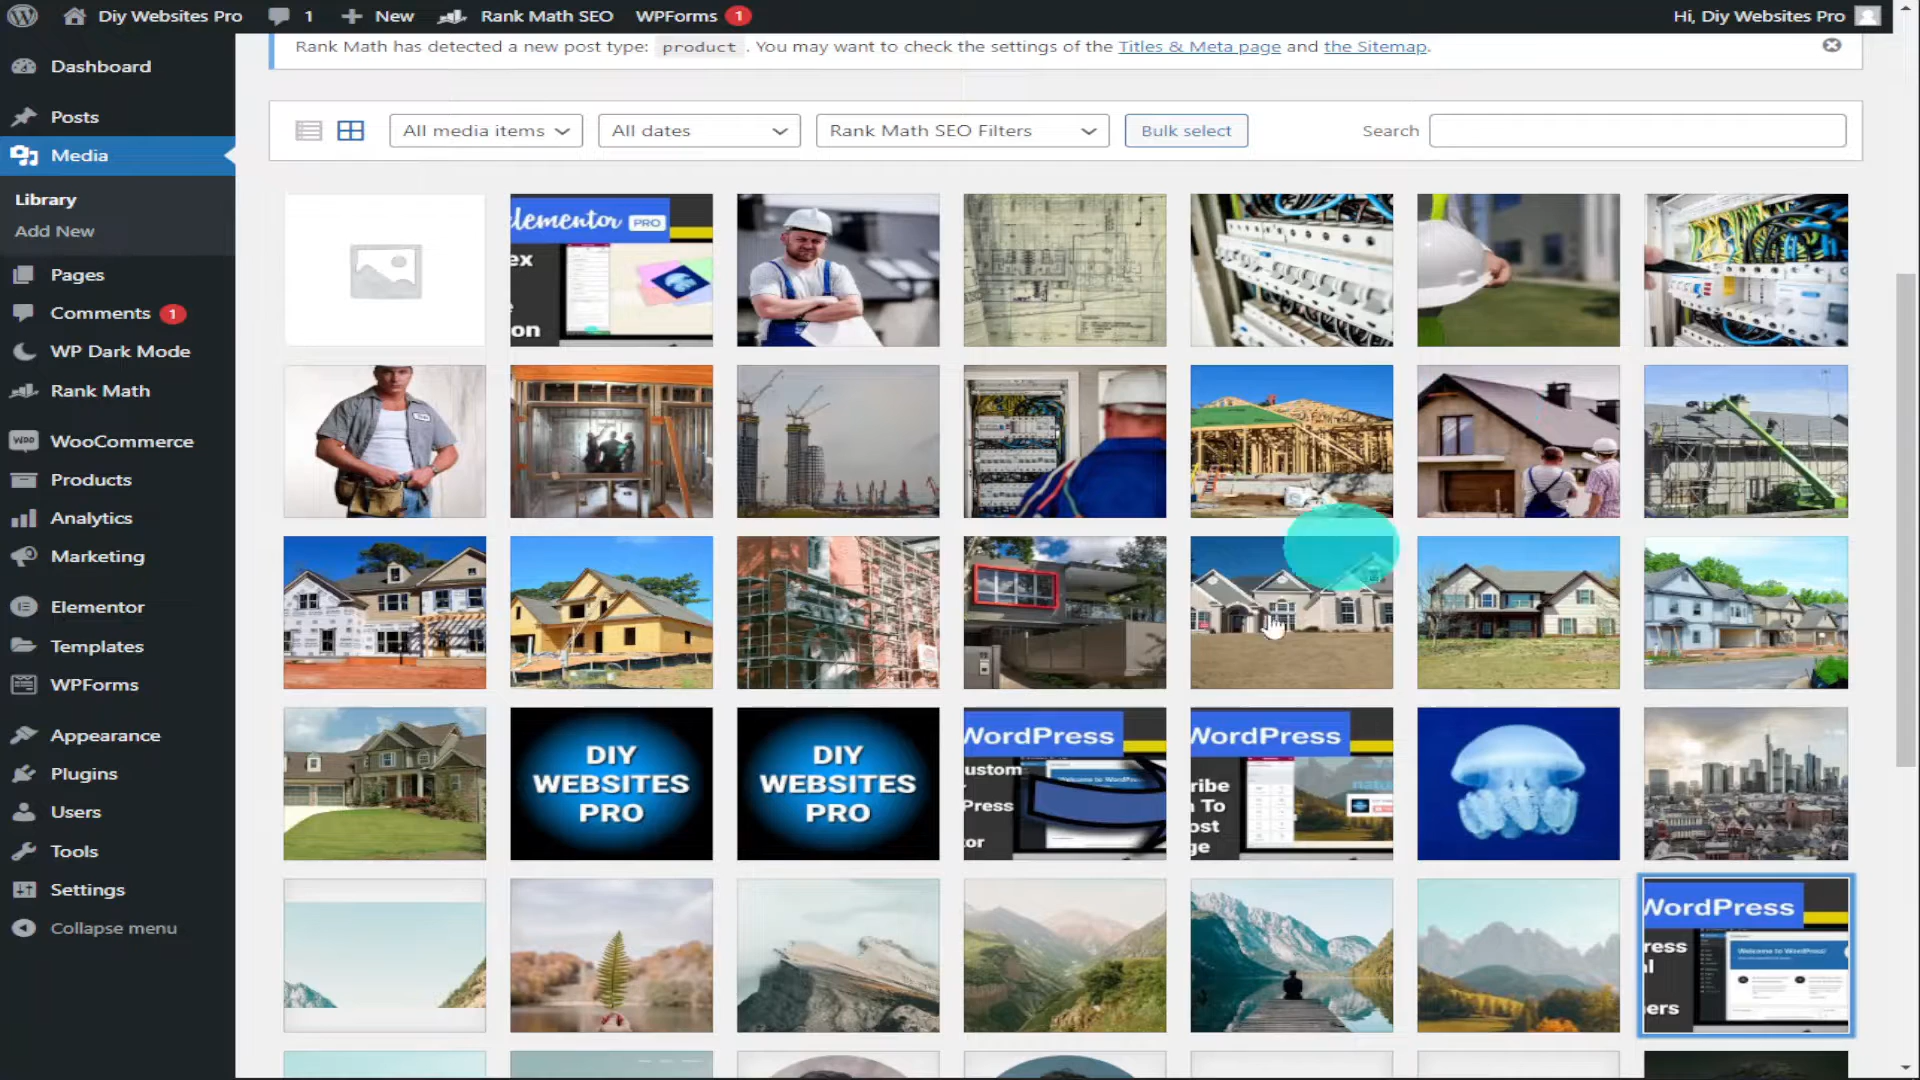 Diy Websites Pro 1 New Rank Math SEO WPForms 1 Hi, Diy Websites Pro
Rank Math has detected a new post type: product . You may want to check the settings of the Titles & Meta page and the Sitemap.
Dashboard
Posts
Media
Library
Add New
Pages
Comments 1
WP Dark Mode
Rank Math
WooCommerce
Products
Analytics
Marketing
Elementor
Templates
WPForms
Appearance
Plugins
Users
Tools
Settings
Collapse menu
All media items All dates Rank Math SEO Filters Bulk select Search
elementor PRO
ex
on
DIY
WEBSITES
PRO
DIY
WEBSITES
PRO
WordPress
ustom
Press
or
WordPress
ribe
To
ost
ge
WordPress
ress
l
ers
Welcome to WordPress!